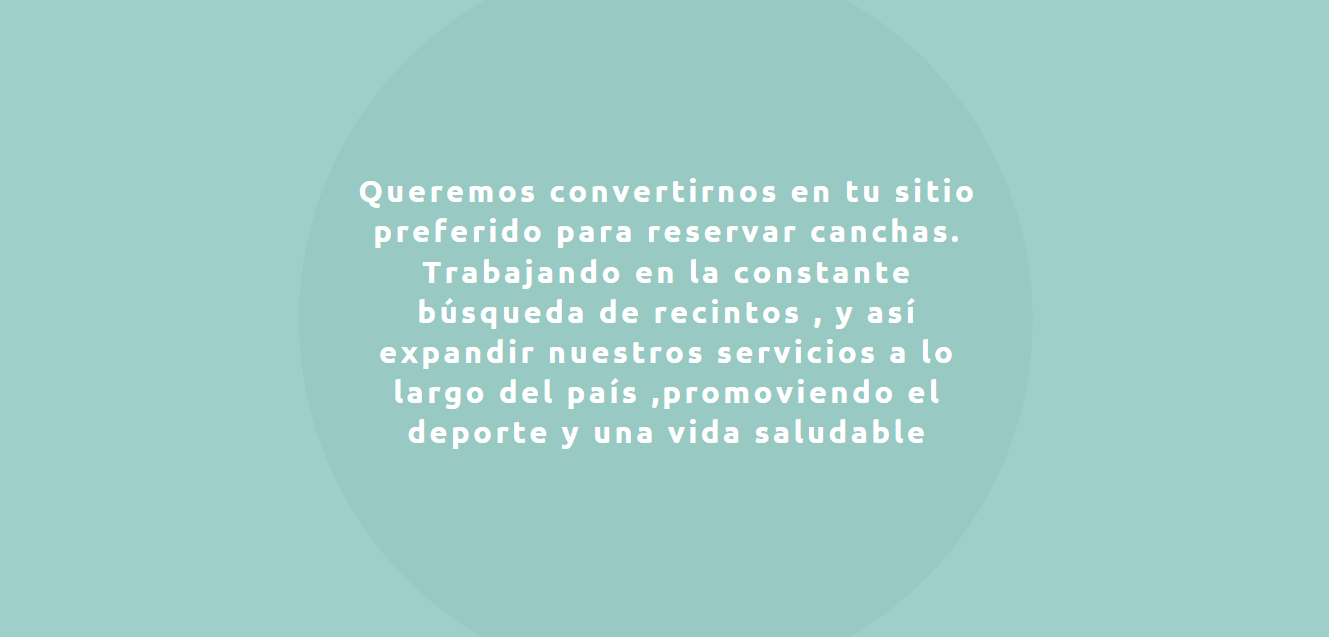 Queremos convertirnos en tu sitio
preferido para reservar canchas.
Trabajando en la constante
búsqueda de recintos , y así
expandir nuestros servicios a lo
largo del país ,promoviendo el
deporte y una vida saludable